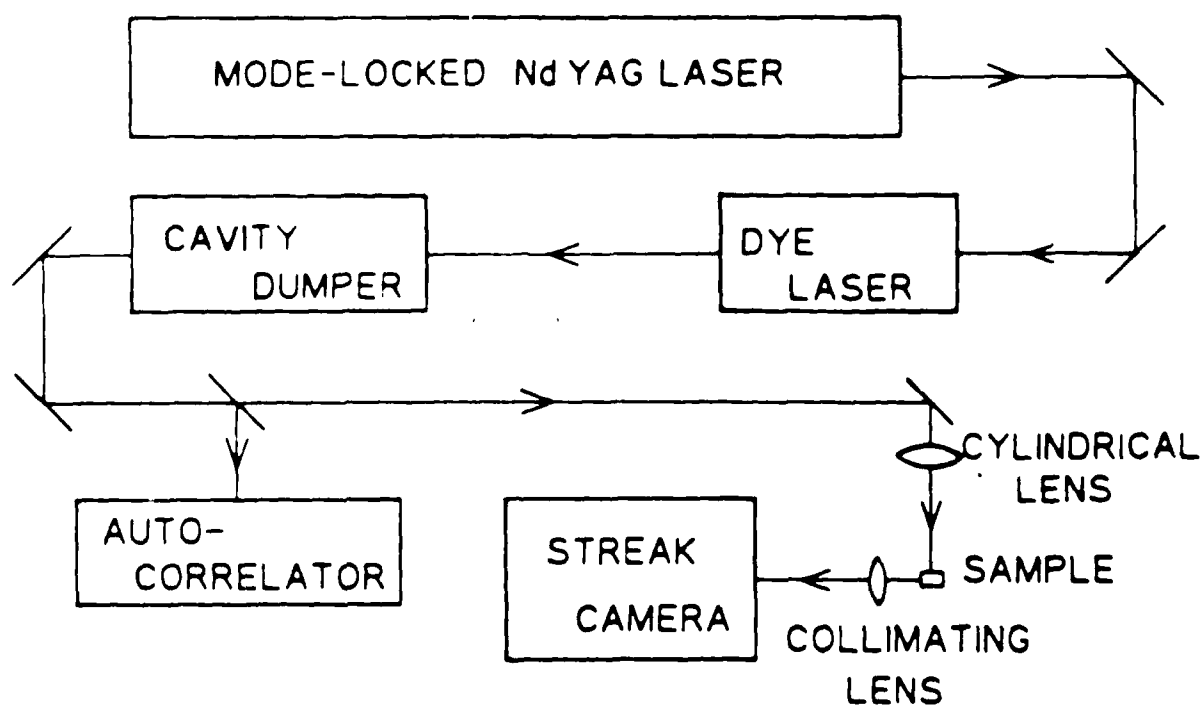 MODE-LOCKED Nd YAG LASER
CAVITY
DUMPER
DYE
LASER
CYLINDRICAL
LENS
AUTO-
CORRELATOR
STREAK
CAMERA
SAMPLE
COLLIMATING
LENS